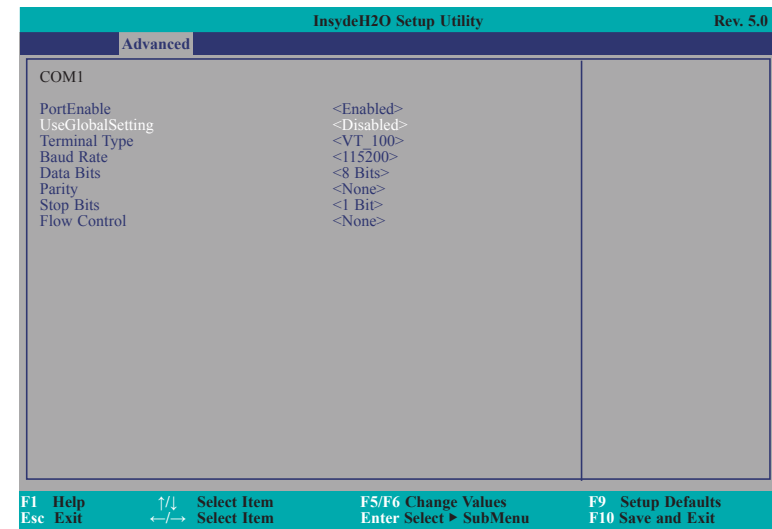 InsydeH2O Setup Utility Rev. 5.0
Advanced
COM1
PortEnable <Enabled>
UseGlobalSetting <Disabled>
Terminal Type <VT_100>
Baud Rate <115200>
Data Bits <8 Bits>
Parity <None>
Stop Bits <1 Bit>
Flow Control <None>
F1 Help ↑/↓ Select Item F5/F6 Change Values F9 Setup Defaults
Esc Exit ←/→ Select Item Enter Select ► SubMenu F10 Save and Exit